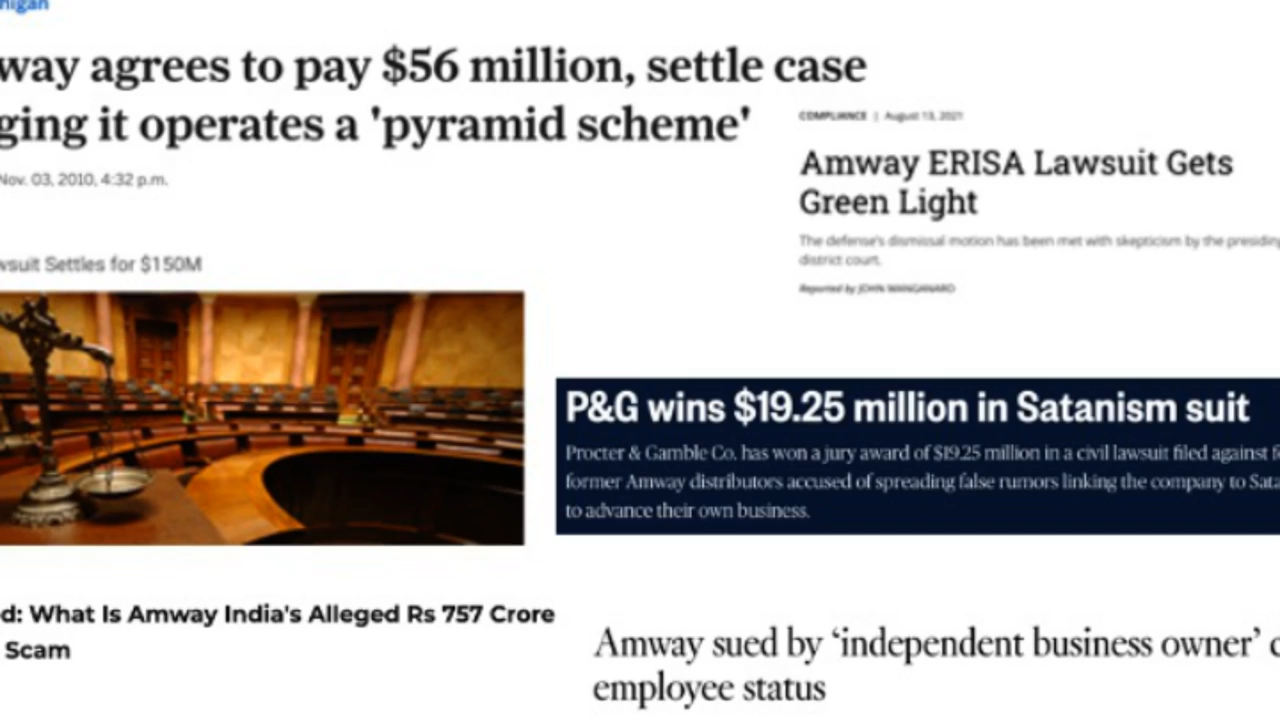 nigan
way agrees to pay $56 million, settle case
ging it operates a 'pyramid scheme'
Nov. 03, 2010, 4:32 p.m.
COMPLIANCE | August 13, 2021
Amway ERISA Lawsuit Gets
Green Light
The defense's dismissal motion has been met with skepticism by the presiding
district court.
Reported by JOHN MANGANARO
wsuit Settles for $150M
P&G wins $19.25 million in Satanism suit
Procter & Gamble Co. has won a jury award of $19.25 million in a civil lawsuit filed against f
former Amway distributors accused of spreading false rumors linking the company to Sata
to advance their own business.
d: What Is Amway India's Alleged Rs 757 Crore
Scam
Amway sued by ‘independent business owner’ c
employee status